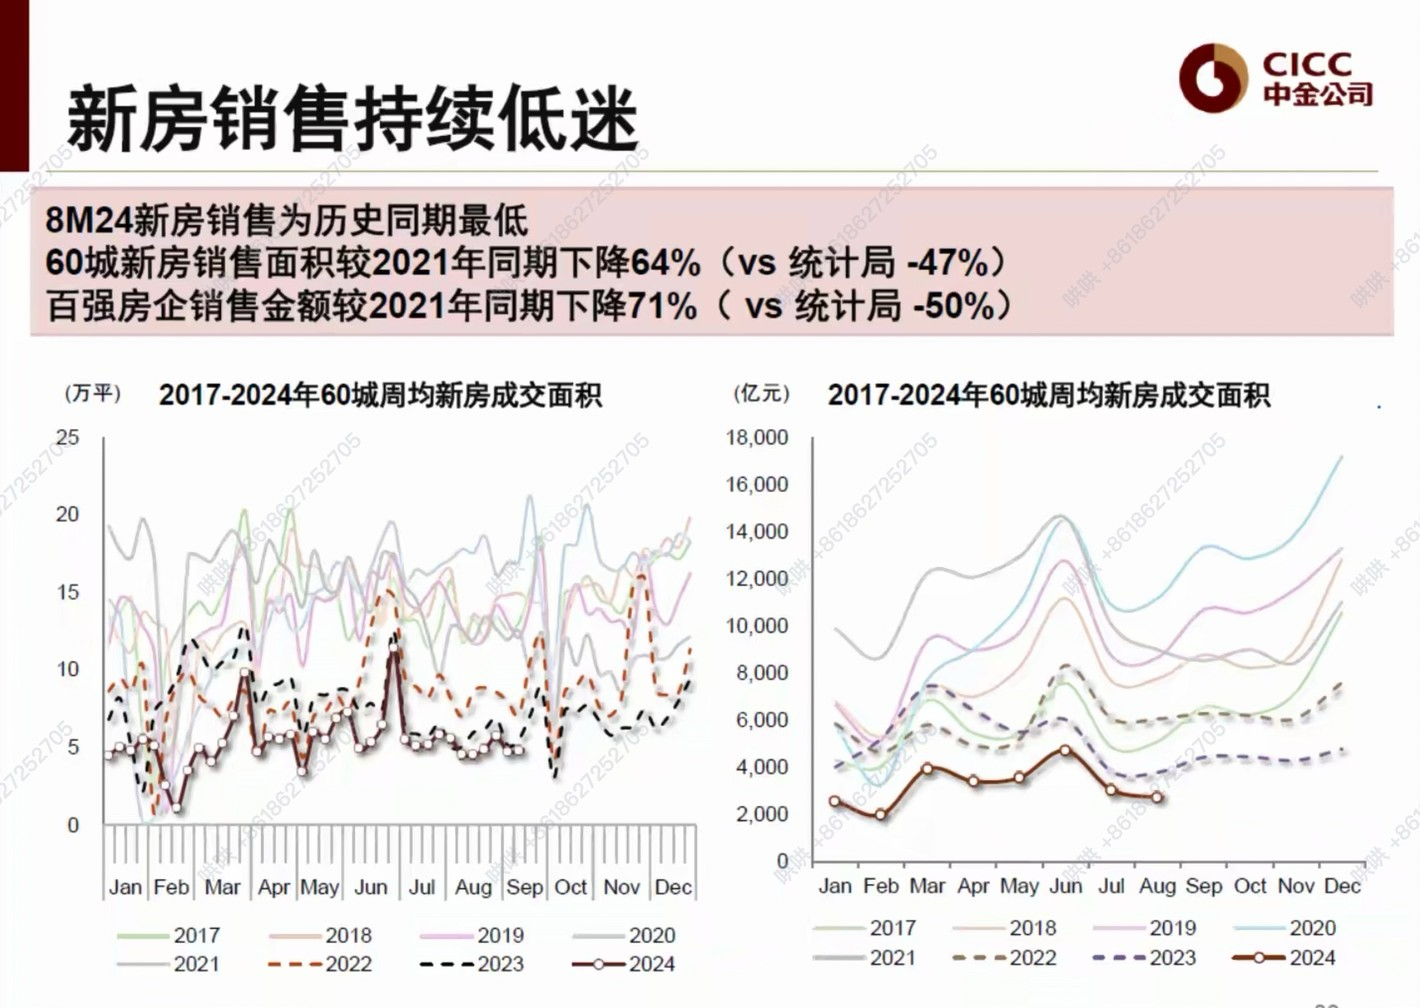 新房销售持续低迷
CICC
中金公司
8M24新房销售为历史同期最低
60城新房销售面积较2021年同期下降64%（vs 统计局 -47%）
百强房企销售金额较2021年同期下降71%（ vs 统计局 -50%）
（万平） 2017-2024年60城周均新房成交面积
25
20
15
10
5
0
Jan Feb Mar Apr May Jun Jul Aug Sep Oct Nov Dec
2017 2018 2019 2020
2021 2022 2023 2024
（亿元） 2017-2024年60城周均新房成交面积
18,000
16,000
14,000
12,000
10,000
8,000
6,000
4,000
2,000
0
Jan Feb Mar Apr May Jun Jul Aug Sep Oct Nov Dec
2017 2018 2019 2020
2021 2022 2023 2024
哄哄 +8618627252705